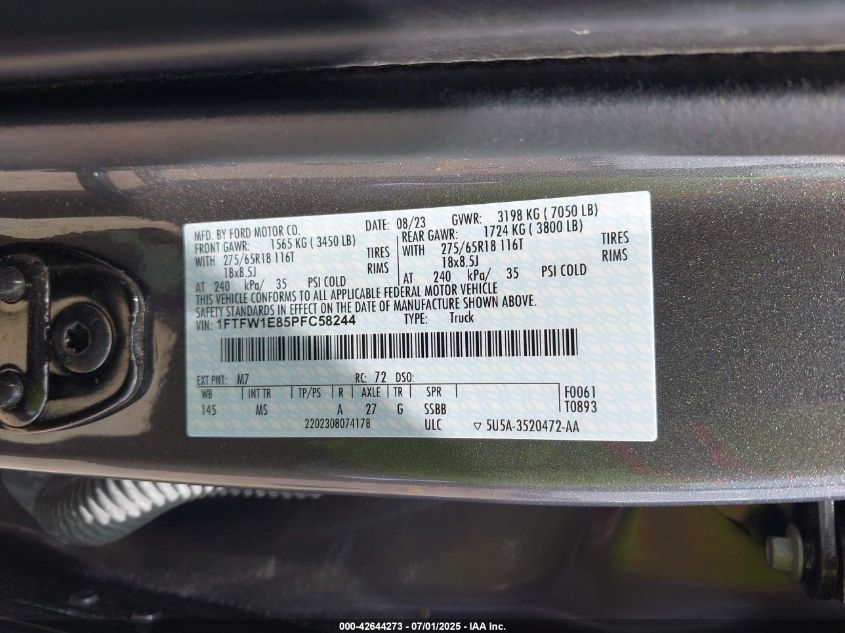 MFD. BY FORD MOTOR CO. DATE: 08/23 GVWR: 3198 KG ( 7050 LB)
FRONT GAWR: 1565 KG ( 3450 LB) REAR GAWR: 1724 KG ( 3800 LB)
WITH 275/65R18 116T TIRES WITH 275/65R18 116T TIRES
18x8.5J RIMS 18x8.5J RIMS
AT 240 kPa/ 35 PSI COLD AT 240 kPa/ 35 PSI COLD
THIS VEHICLE CONFORMS TO ALL APPLICABLE FEDERAL MOTOR VEHICLE
SAFETY STANDARDS IN EFFECT ON THE DATE OF MANUFACTURE SHOWN ABOVE.
VIN: 1FTFW1E85PFC58244 TYPE: Truck
EXT PNT: M7 RC: 72 DSO:
WB INT TR TP/PS R AXLE TR SPR F0061
145 MS A 27 G SSBB T0893
2202308074178 ULC ▽ 5U5A-3520472-AA
000-42644273 - 07/01/2025 - IAA Inc.